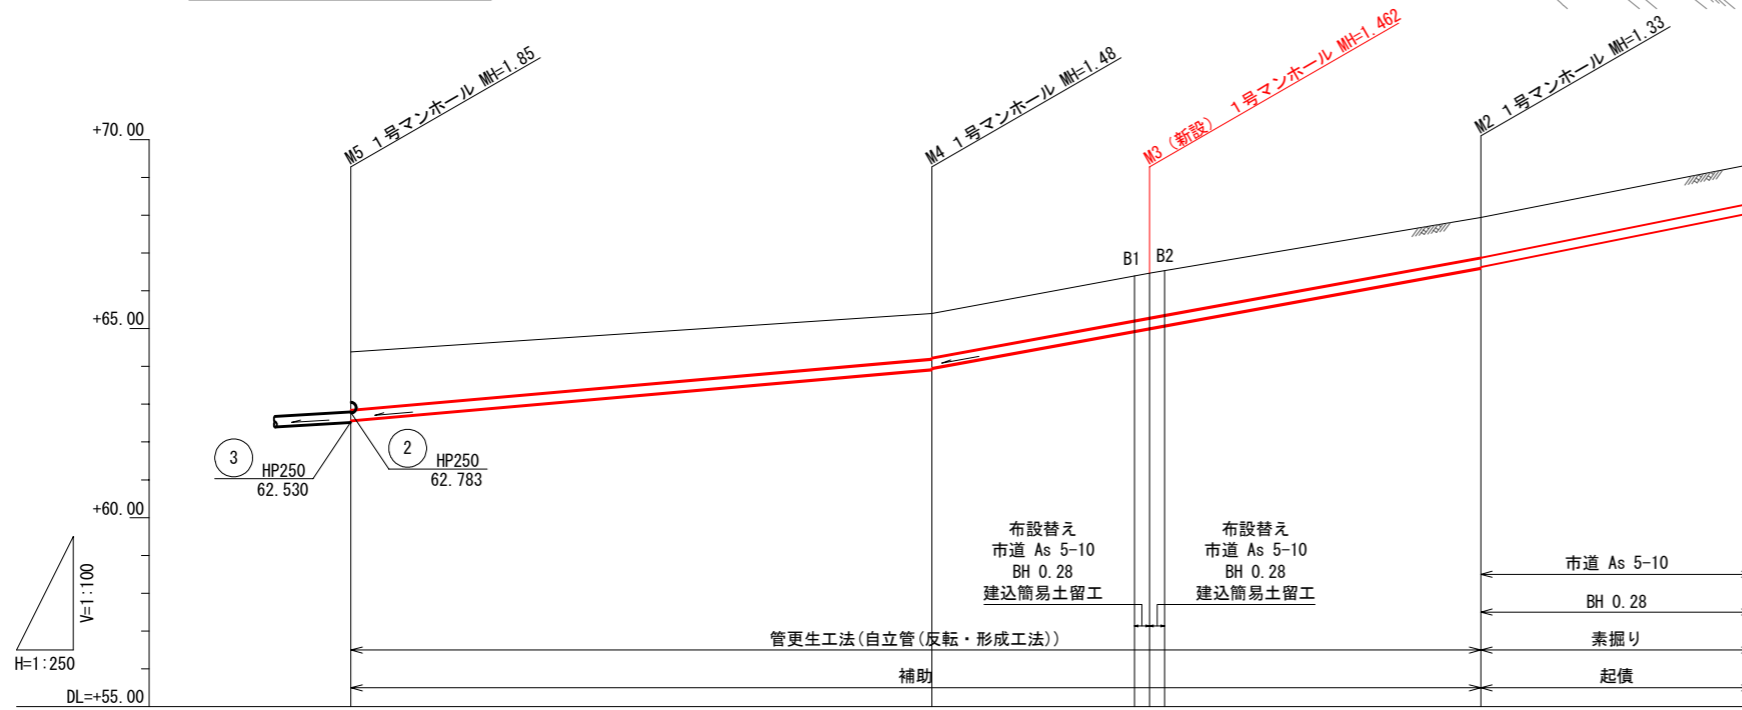 M5 1号マンホール MH=1.85
M4 1号マンホール MH=1.48
M3 (新設) 1号マンホール MH=1.462
M2 1号マンホール MH=1.33
+70.00
B1
B2
+65.00
3
HP250
62.530
2
HP250
62.783
+60.00
布設替え
市道 As 5-10
BH 0.28
建込簡易土留工
布設替え
市道 As 5-10
BH 0.28
建込簡易土留工
市道 As 5-10
BH 0.28
V=1:100
H=1:250
管更生工法(自立管(反転・形成工法))
素掘り
補助
起債
DL=+55.00